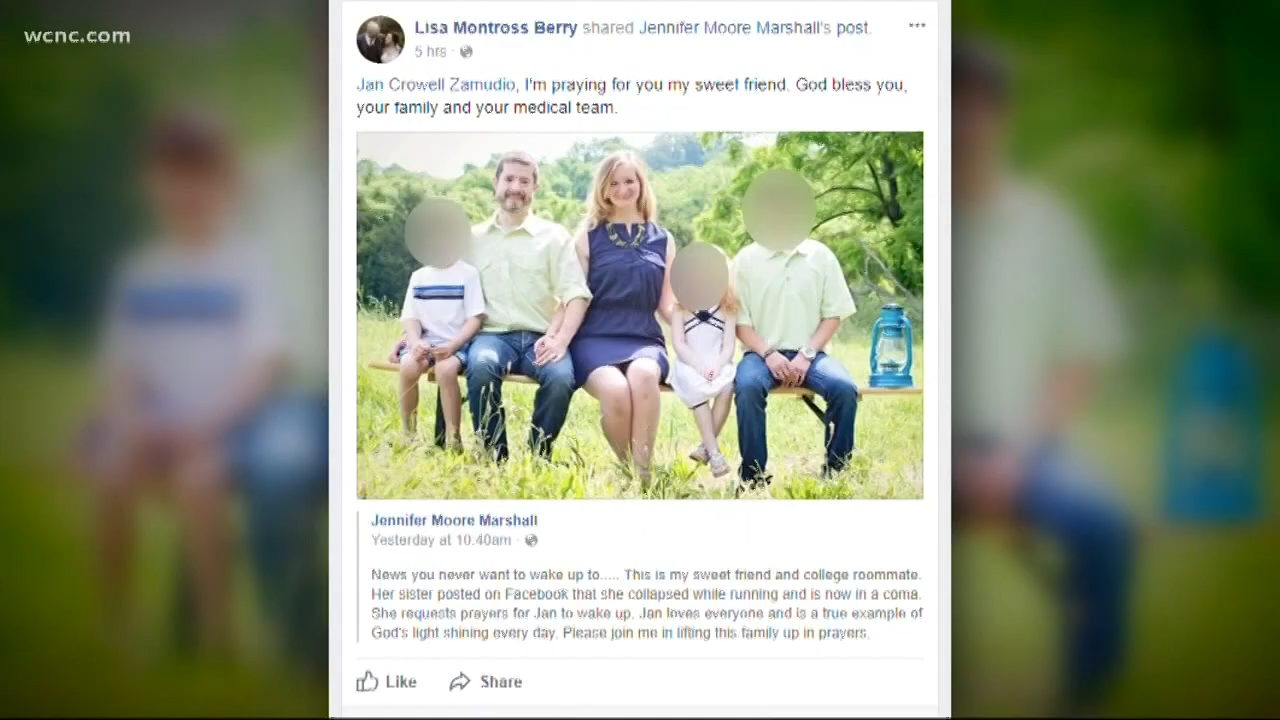 wcnc.com
Lisa Montross Berry shared Jennifer Moore Marshall's post.
5 hrs ·
Jan Crowell Zamudio, I'm praying for you my sweet friend. God bless you,
your family and your medical team.
Jennifer Moore Marshall
Yesterday at 10:40am ·
News you never want to wake up to..... This is my sweet friend and college roommate.
Her sister posted on Facebook that she collapsed while running and is now in a coma.
She requests prayers for Jan to wake up. Jan loves everyone and is a true example of
God's light shining every day. Please join me in lifting this family up in prayers.
Like Share